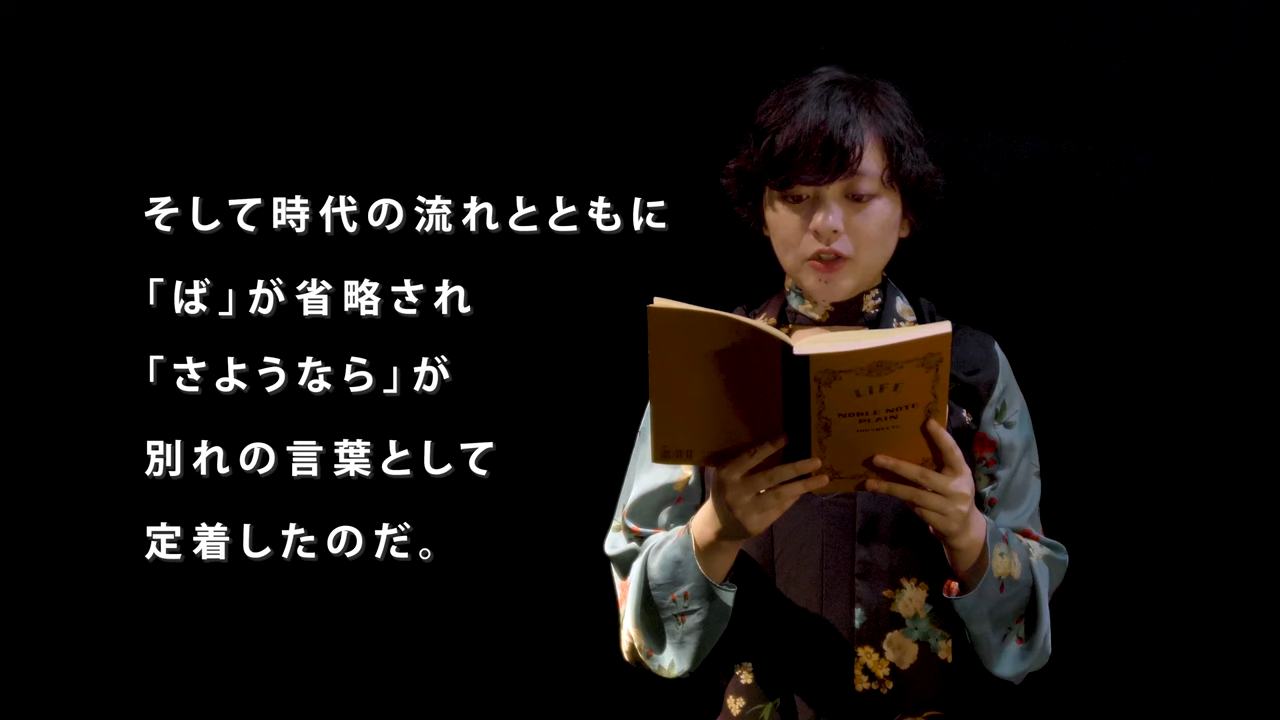 そして時代の流れとともに
「ば」が省略され
「さようなら」が
別れの言葉として
定着したのだ。
LIFE
NOBLE NOTE
PLAIN